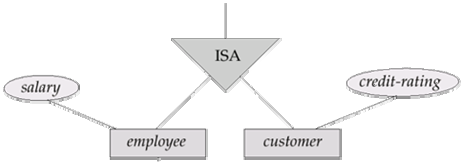 ISA
salary
credit-rating
employee
customer